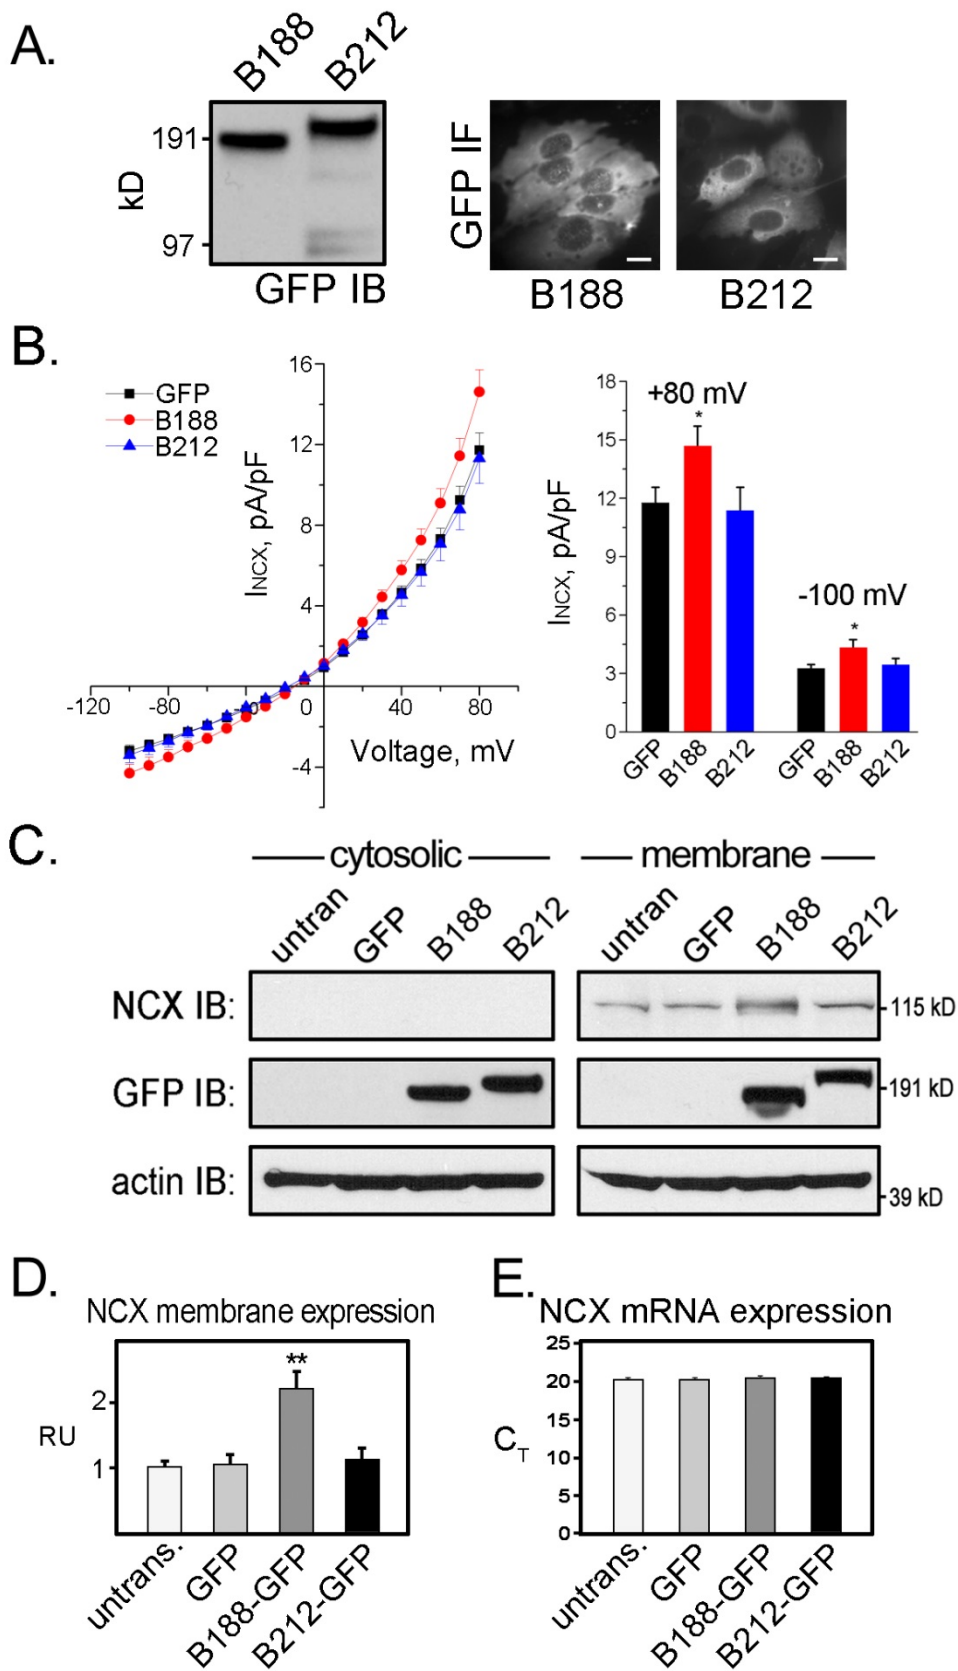 A.
B188 B212
191
97
kD
GFP IB
GFP IF
B188 B212
B.
GFP
B188
B212
INCX, pA/pF
16
12
8
4
-4
-120 -80 -40 0 40 80
Voltage, mV
INCX, pA/pF
18
15
12
9
6
3
0
+80 mV
*
-100 mV
*
GFP B188 B212 GFP B188 B212
C.
cytosolic membrane
untran GFP B188 B212 untran GFP B188 B212
NCX IB: 115 kD
GFP IB: 191 kD
actin IB: 39 kD
D.
NCX membrane expression
**
2
RU
1
untrans. GFP B188-GFP B212-GFP
E.
NCX mRNA expression
25
20
15
CT
10
5
0
untrans. GFP B188-GFP B212-GFP